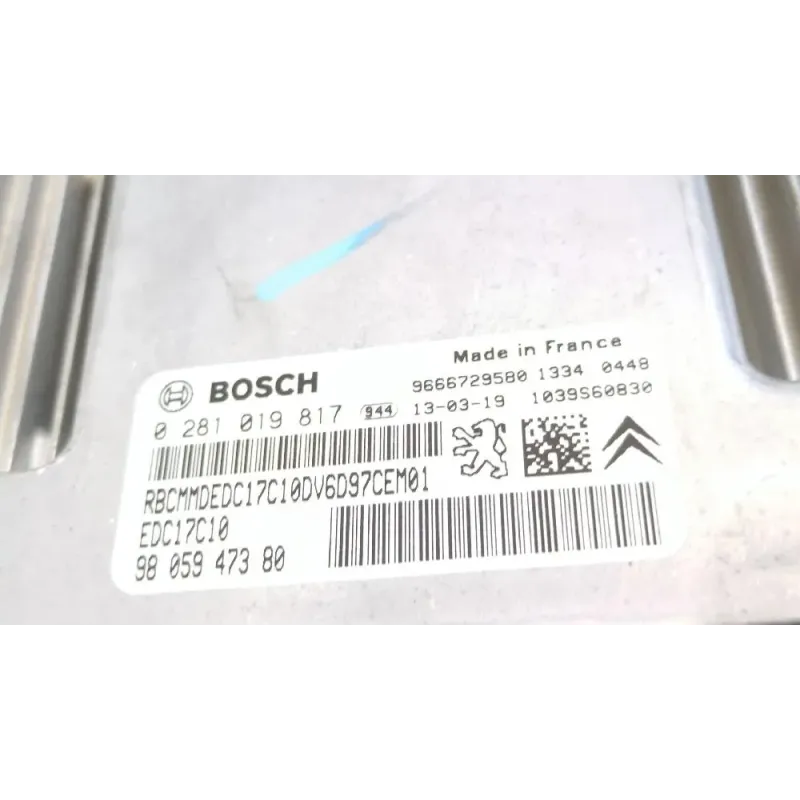 Made in France
BOSCH 9666729580 1334 0448
0 281 019 817 944 13-03-19 1039S60830
RBCMMDEDC17C10DV6D97CEM01
EDC17C10
98 059 473 80